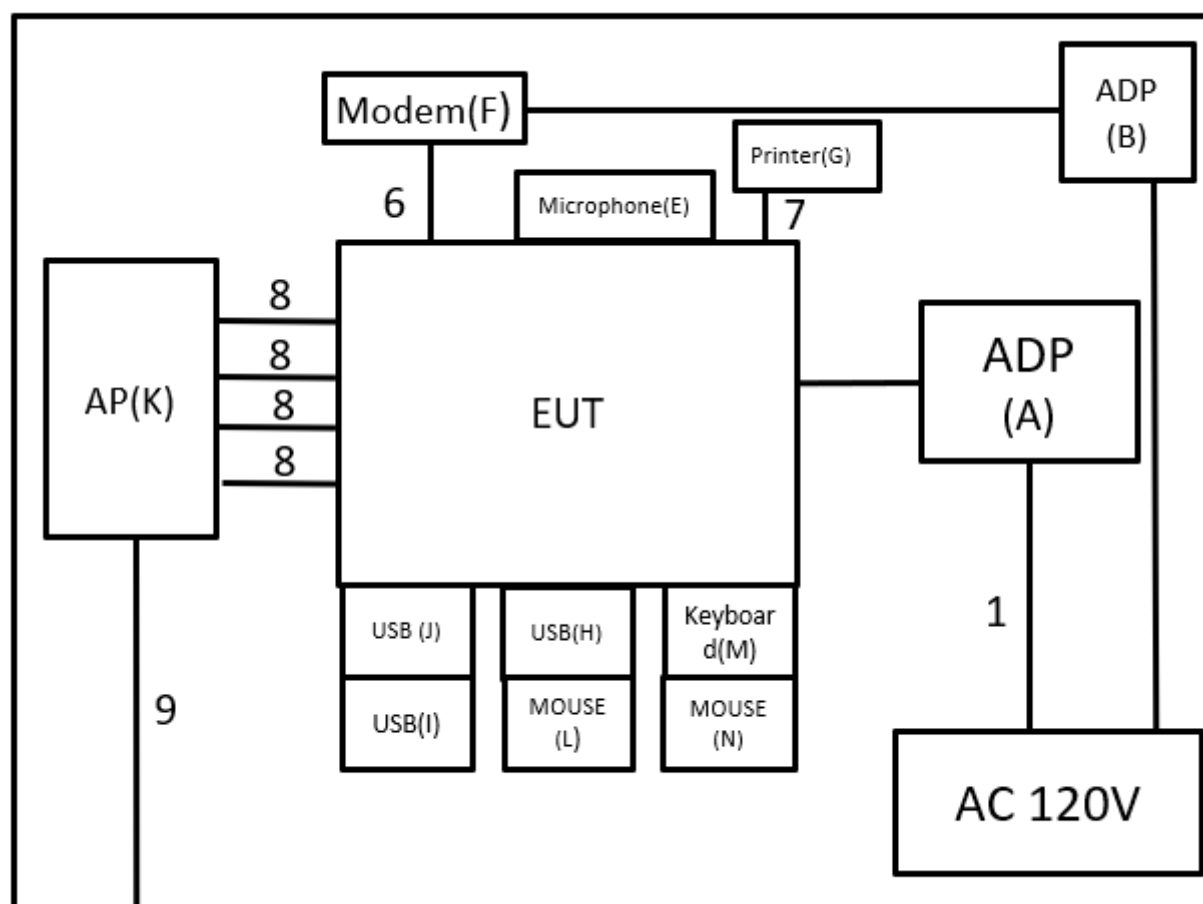 Modem(F)
ADP
(B)
Printer(G)
6
Microphone(E)
7
AP(K)
8
8
8
8
EUT
ADP
(A)
USB (J)
USB(H)
Keyboar
d(M)
1
9
USB(I)
MOUSE
(L)
MOUSE
(N)
AC 120V